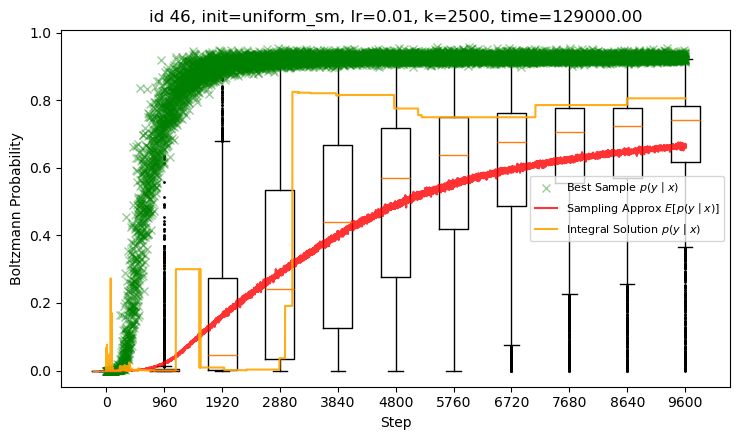 id 46, init=uniform_sm, lr=0.01, k=2500, time=129000.00
Boltzmann Probability
1.0
0.8
0.6
0.4
0.2
0.0
Best Sample p(y | x)
Sampling Approx E[p(y | x)]
Integral Solution p(y | x)
0 960 1920 2880 3840 4800 5760 6720 7680 8640 9600
Step